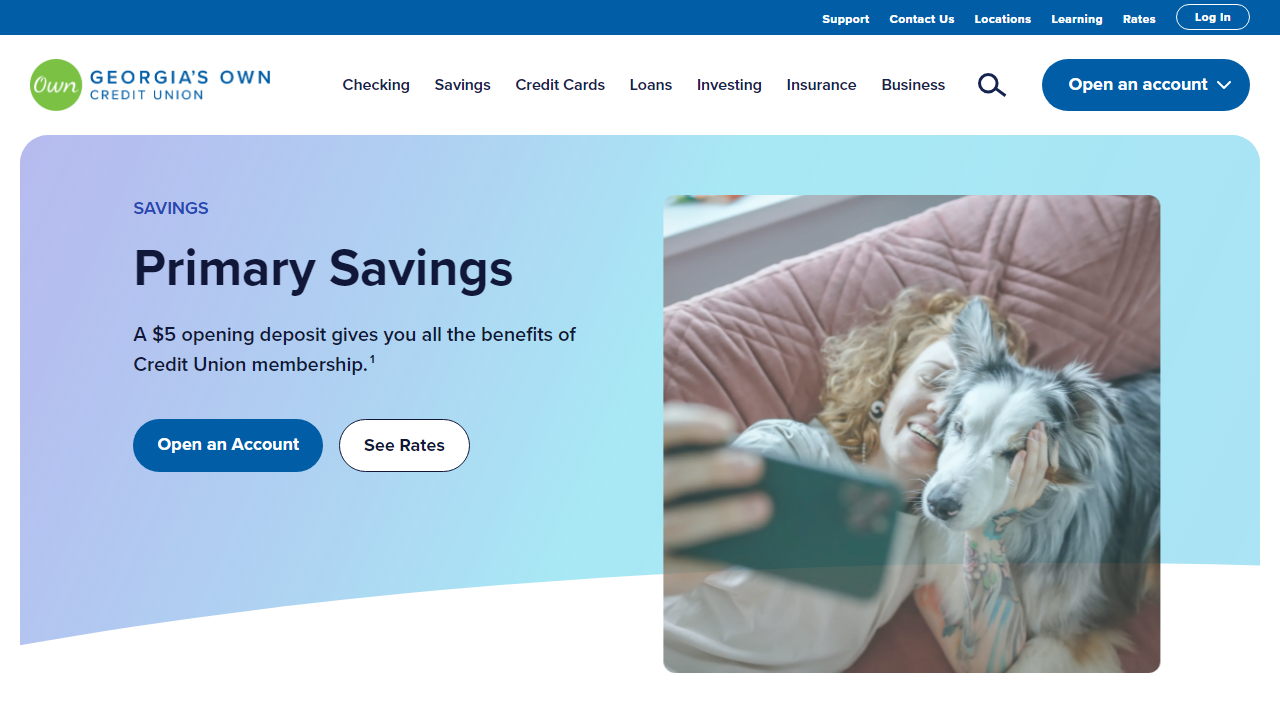 Support Contact Us Locations Learning Rates Log In
Own GEORGIA'S OWN
CREDIT UNION
Checking Savings Credit Cards Loans Investing Insurance Business Open an account
SAVINGS
Primary Savings
A $5 opening deposit gives you all the benefits of
Credit Union membership.¹
Open an Account See Rates